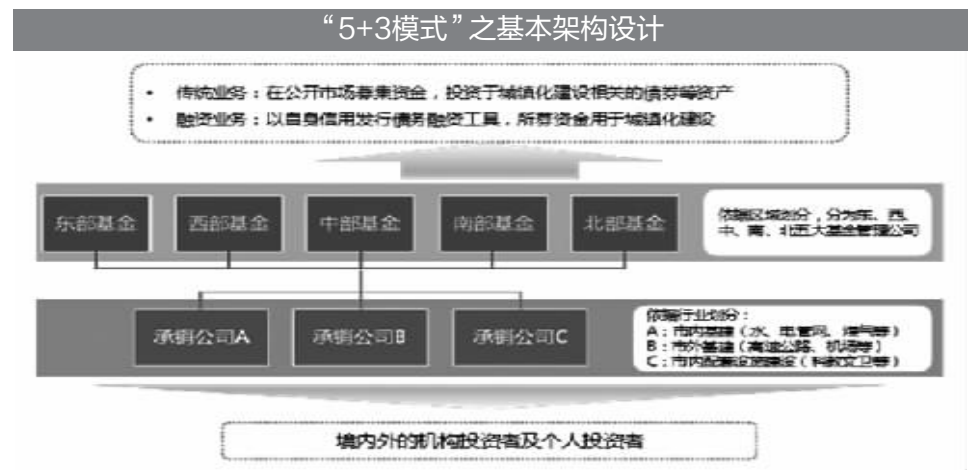 “5+3模式”之基本架构设计
• 传统业务：在公开市场募集资金，投资于城镇化建设相关的债券等资产
• 融资业务：以自身信用发行债务融资工具，所募资金用于城镇化建设
东部基金 西部基金 中部基金 南部基金 北部基金
依据区域划分，分为东、西、
中、南、北五大基金管理公司
承销公司A 承销公司B 承销公司C
依据行业划分：
A：市内基建（水、电管网、煤气等）
B：市外基建（高速公路、机场等）
C：市内配套设施建设（科教文卫等）
境内外的机构投资者及个人投资者